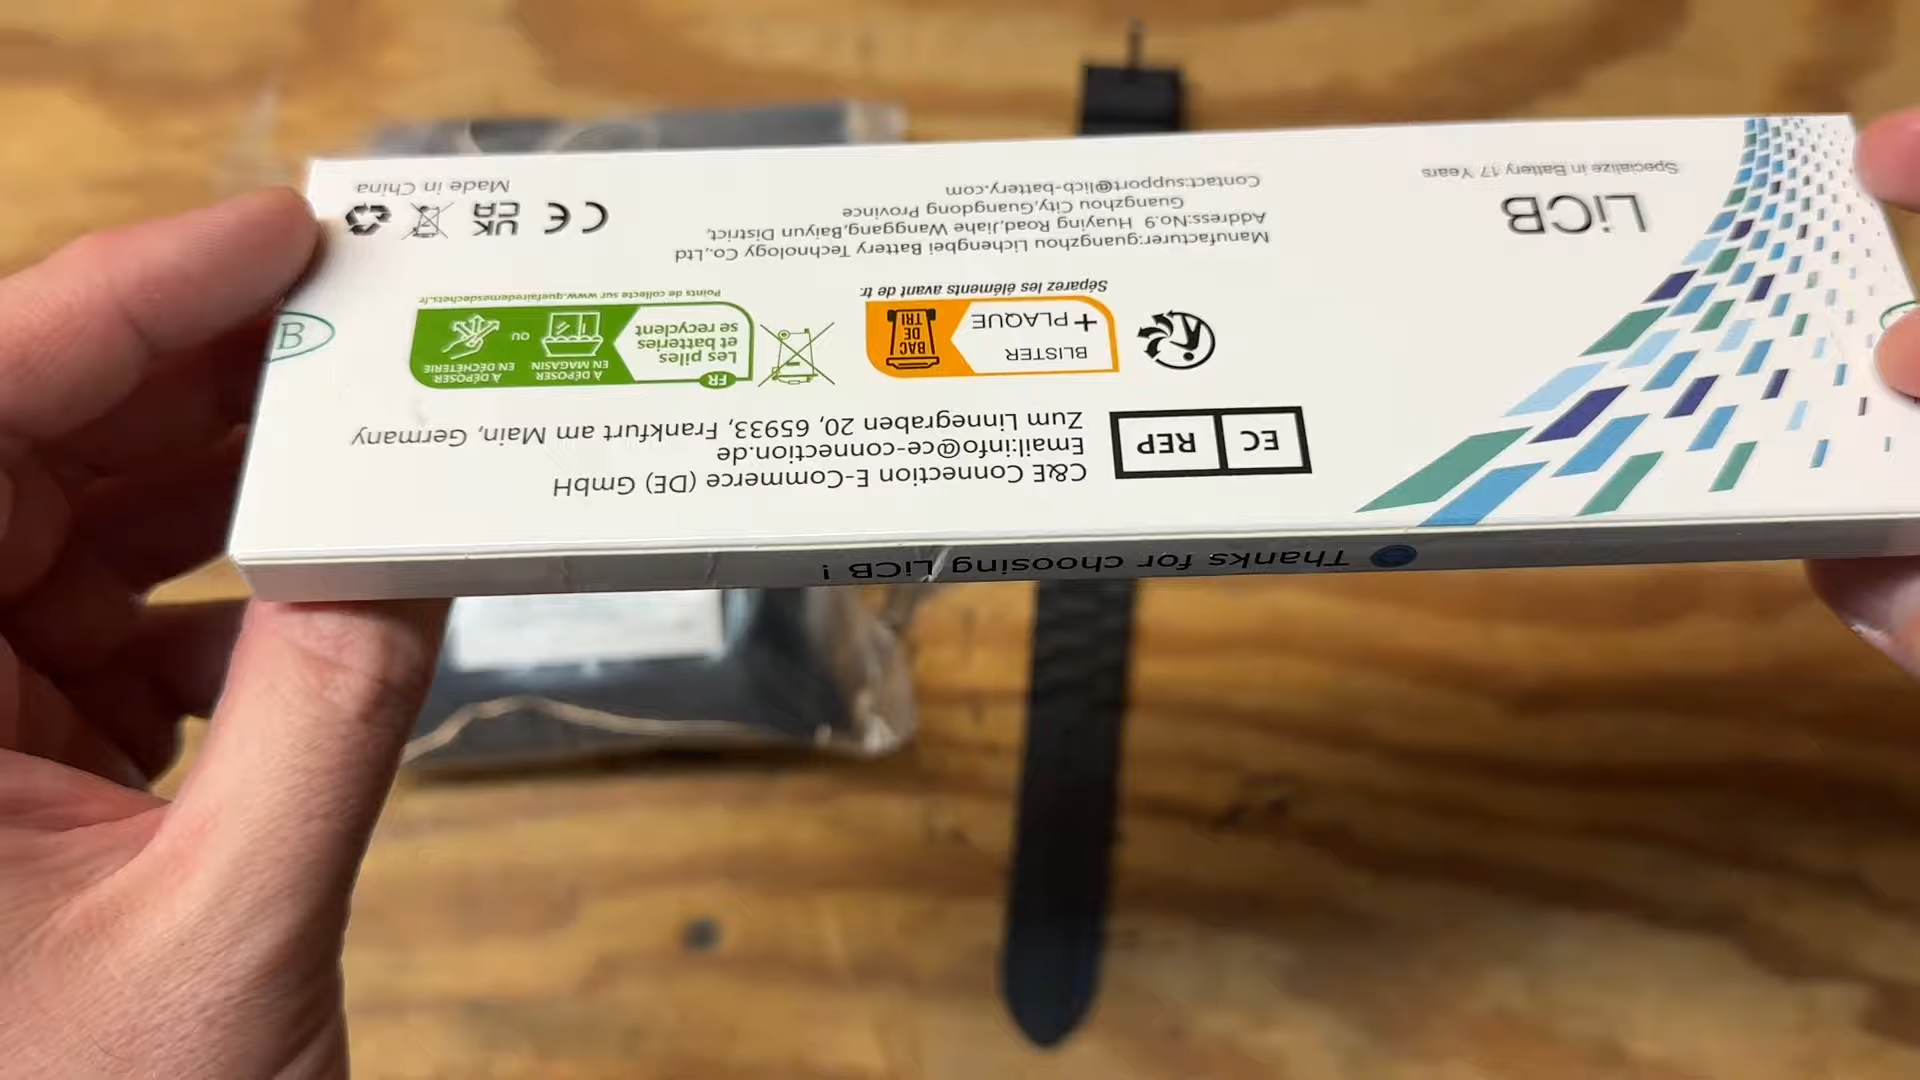 Thanks for choosing LiCB !
EC REP
C&E Connection E-Commerce (DE) GmbH
Email:info@ce-connection.de
Zum Linnegraben 20, 65933, Frankfurt am Main, Germany
BLISTER
+ PLAQUE
BAC
DE
TRI
Séparez les éléments avant de tr
FR
Les piles
et batteries
se recyclent
À DÉPOSER
EN MAGASIN
OU
À DÉPOSER
EN DÉCHÈTERIE
Points de collecte sur www.quefairedemesdechets.fr
B
Manufacturer:guangzhou Lichengbei Battery Technology Co.,Ltd
Address:No.9 Huaying Road,Jiahe Wanggang,Baiyun District,
Guangzhou City,Guangdong Province
Contact:support@licb-battery.com
CE
UK
CA
Made in China
LiCB
Specialize in Battery 17 Years